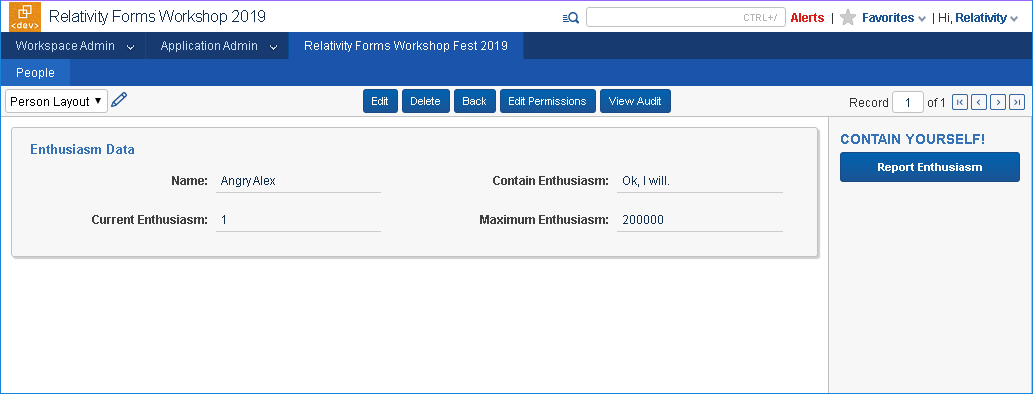 <dev> Relativity Forms Workshop 2019 CTRL+/ Alerts | Favorites | Hi, Relativity
Workspace Admin Application Admin Relativity Forms Workshop Fest 2019
People
Person Layout Edit Delete Back Edit Permissions View Audit Record 1 of 1
Enthusiasm Data
Name: AngryAlex Contain Enthusiasm: Ok, I will.
Current Enthusiasm: 1 Maximum Enthusiasm: 200000
CONTAIN YOURSELF!
Report Enthusiasm